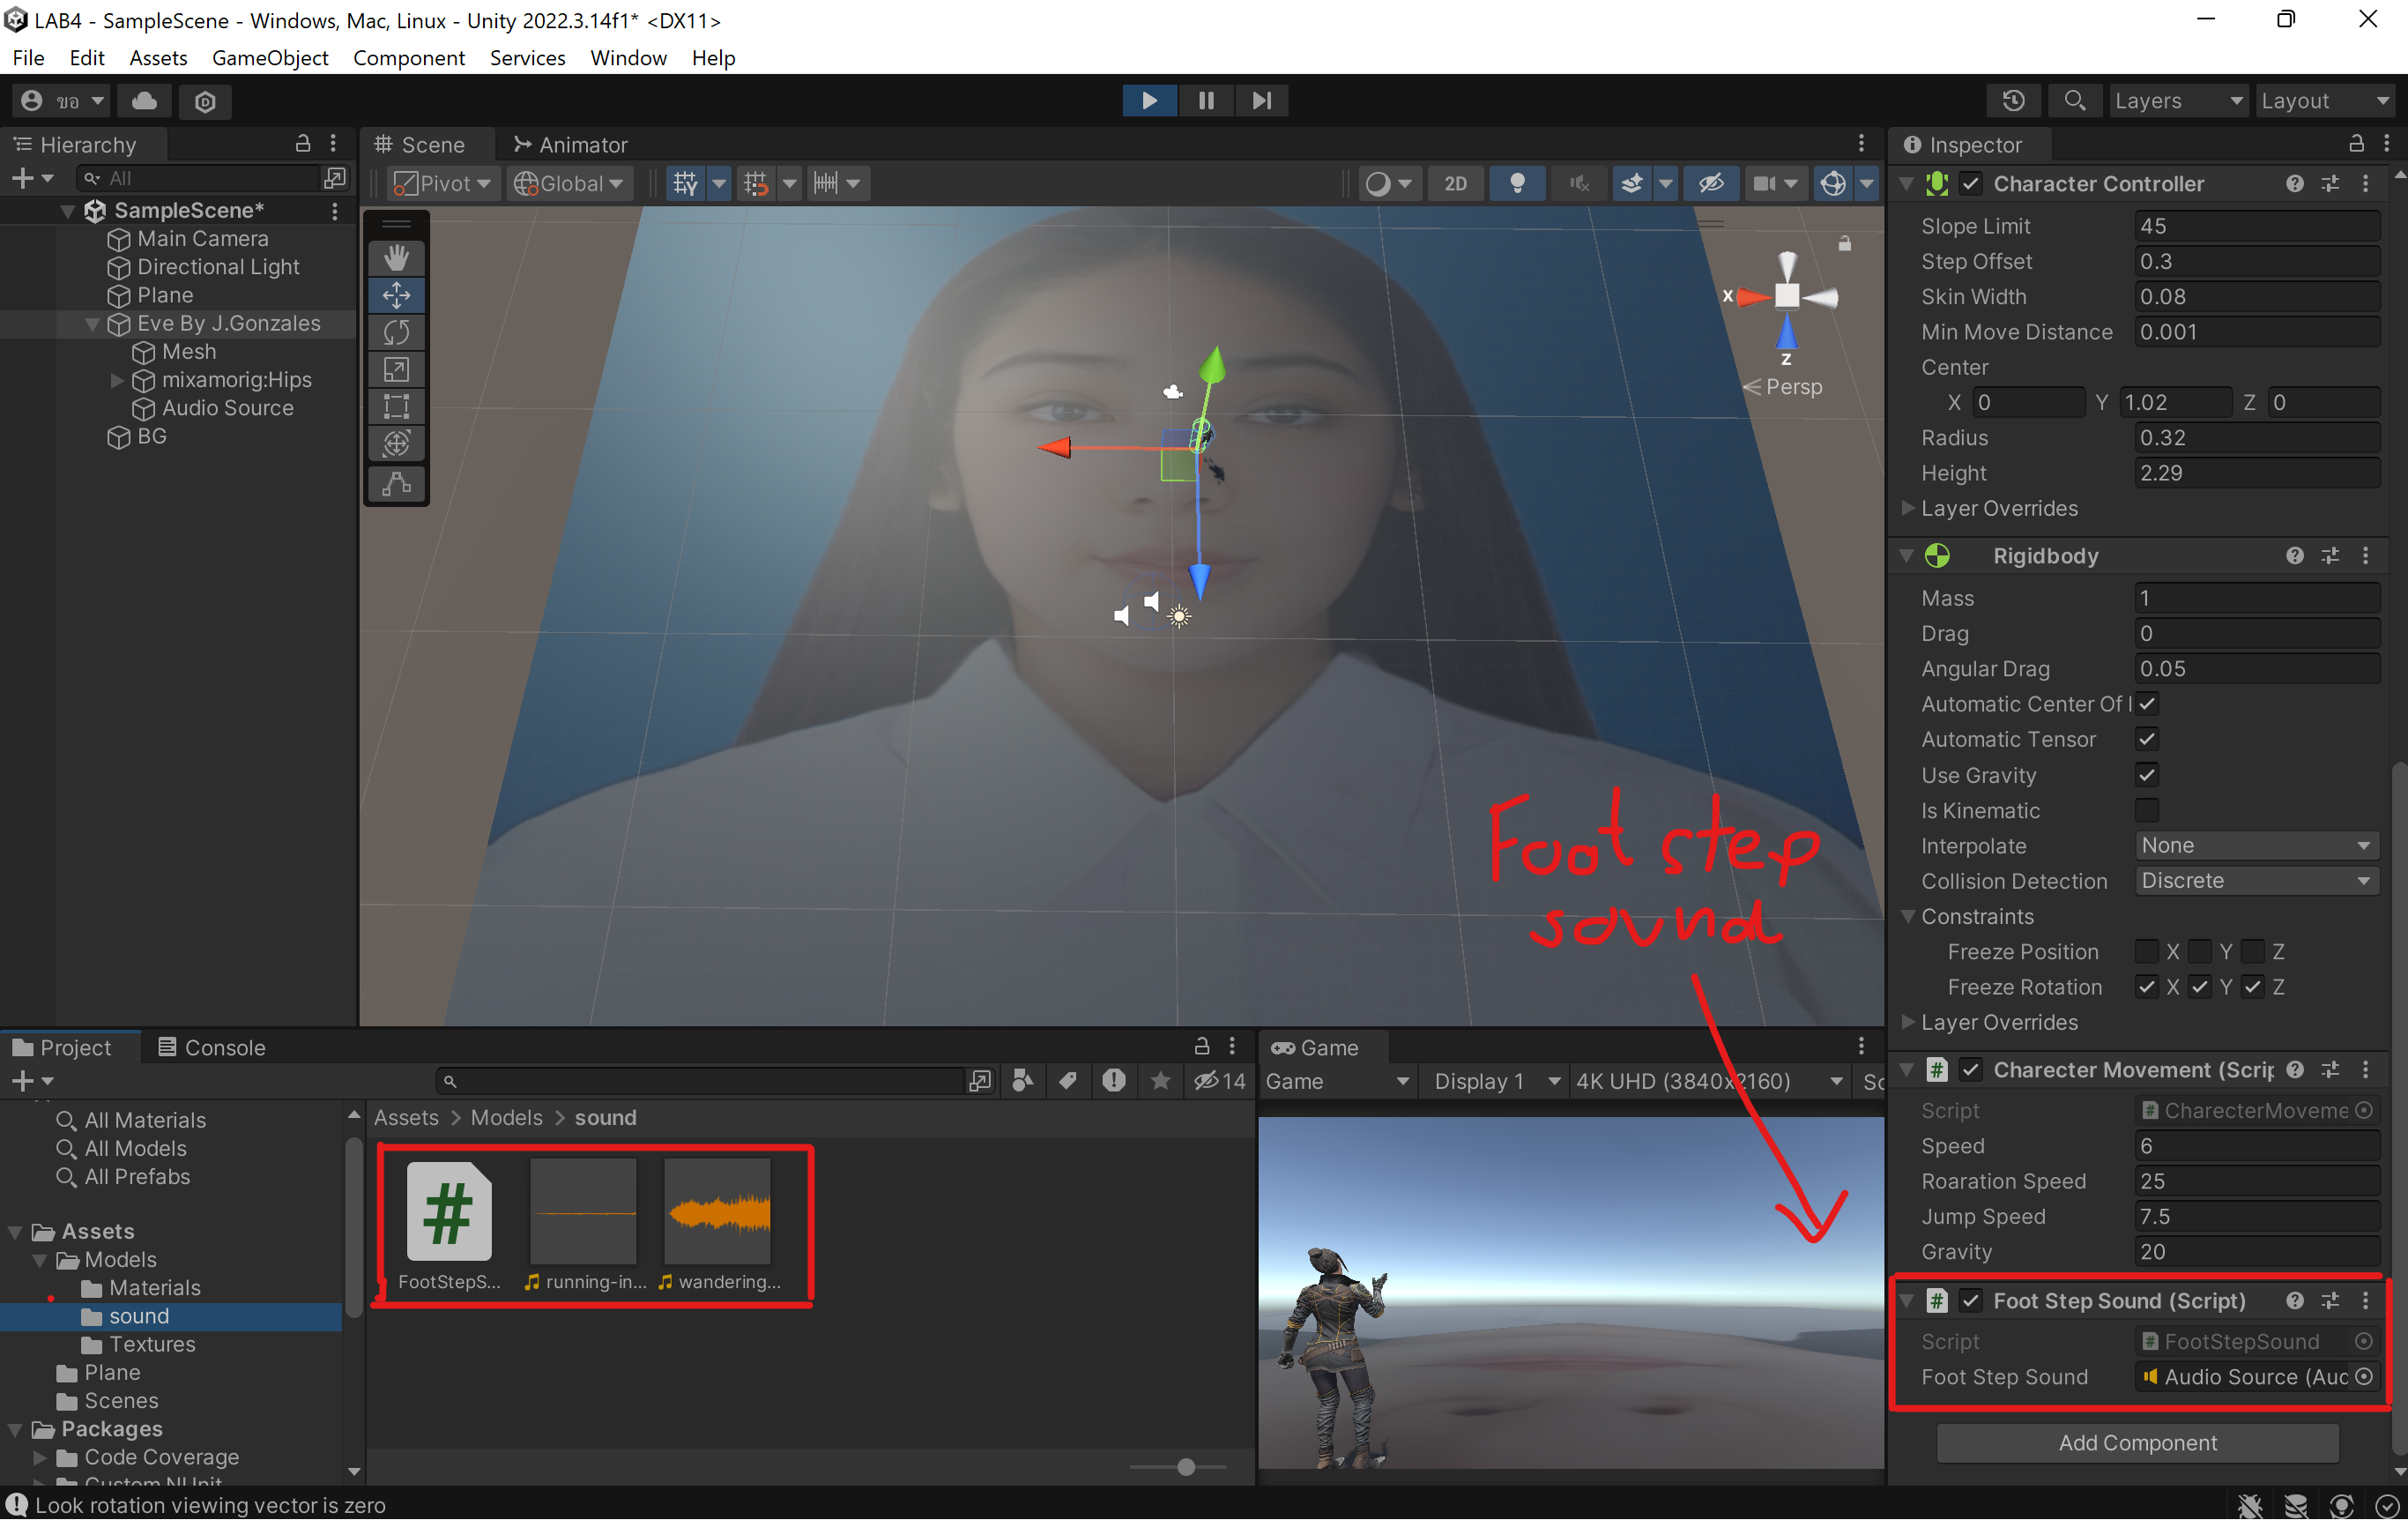 LAB4 - SampleScene - Windows, Mac, Linux - Unity 2022.3.14f1* <DX11>
File Edit Assets GameObject Component Services Window Help
ขอ
Layers Layout
Hierarchy
All
SampleScene*
Main Camera
Directional Light
Plane
Eve By J.Gonzales
Mesh
mixamorig:Hips
Audio Source
BG
Scene Animator
Pivot Global 2D
X
Z
Persp
Foot step
sound
Inspector
Character Controller
Slope Limit 45
Step Offset 0.3
Skin Width 0.08
Min Move Distance 0.001
Center
X 0 Y 1.02 Z 0
Radius 0.32
Height 2.29
Layer Overrides
Rigidbody
Mass 1
Drag 0
Angular Drag 0.05
Automatic Center Of
Automatic Tensor
Use Gravity
Is Kinematic
Interpolate None
Collision Detection Discrete
Constraints
Freeze Position X Y Z
Freeze Rotation X Y Z
Layer Overrides
Charecter Movement (Scrip
Script # CharecterMoveme
Speed 6
Roaration Speed 25
Jump Speed 7.5
Gravity 20
Foot Step Sound (Script)
Script # FootStepSound
Foot Step Sound Audio Source (Auc
Add Component
Project Console
14
All Materials
All Models
All Prefabs
Assets
Models
Materials
sound
Textures
Plane
Scenes
Packages
Code Coverage
Custom NUnit
Assets > Models > sound
#
FootStepS... running-in... wandering...
Game
Game Display 1 4K UHD (3840x2160) Sc
Look rotation viewing vector is zero